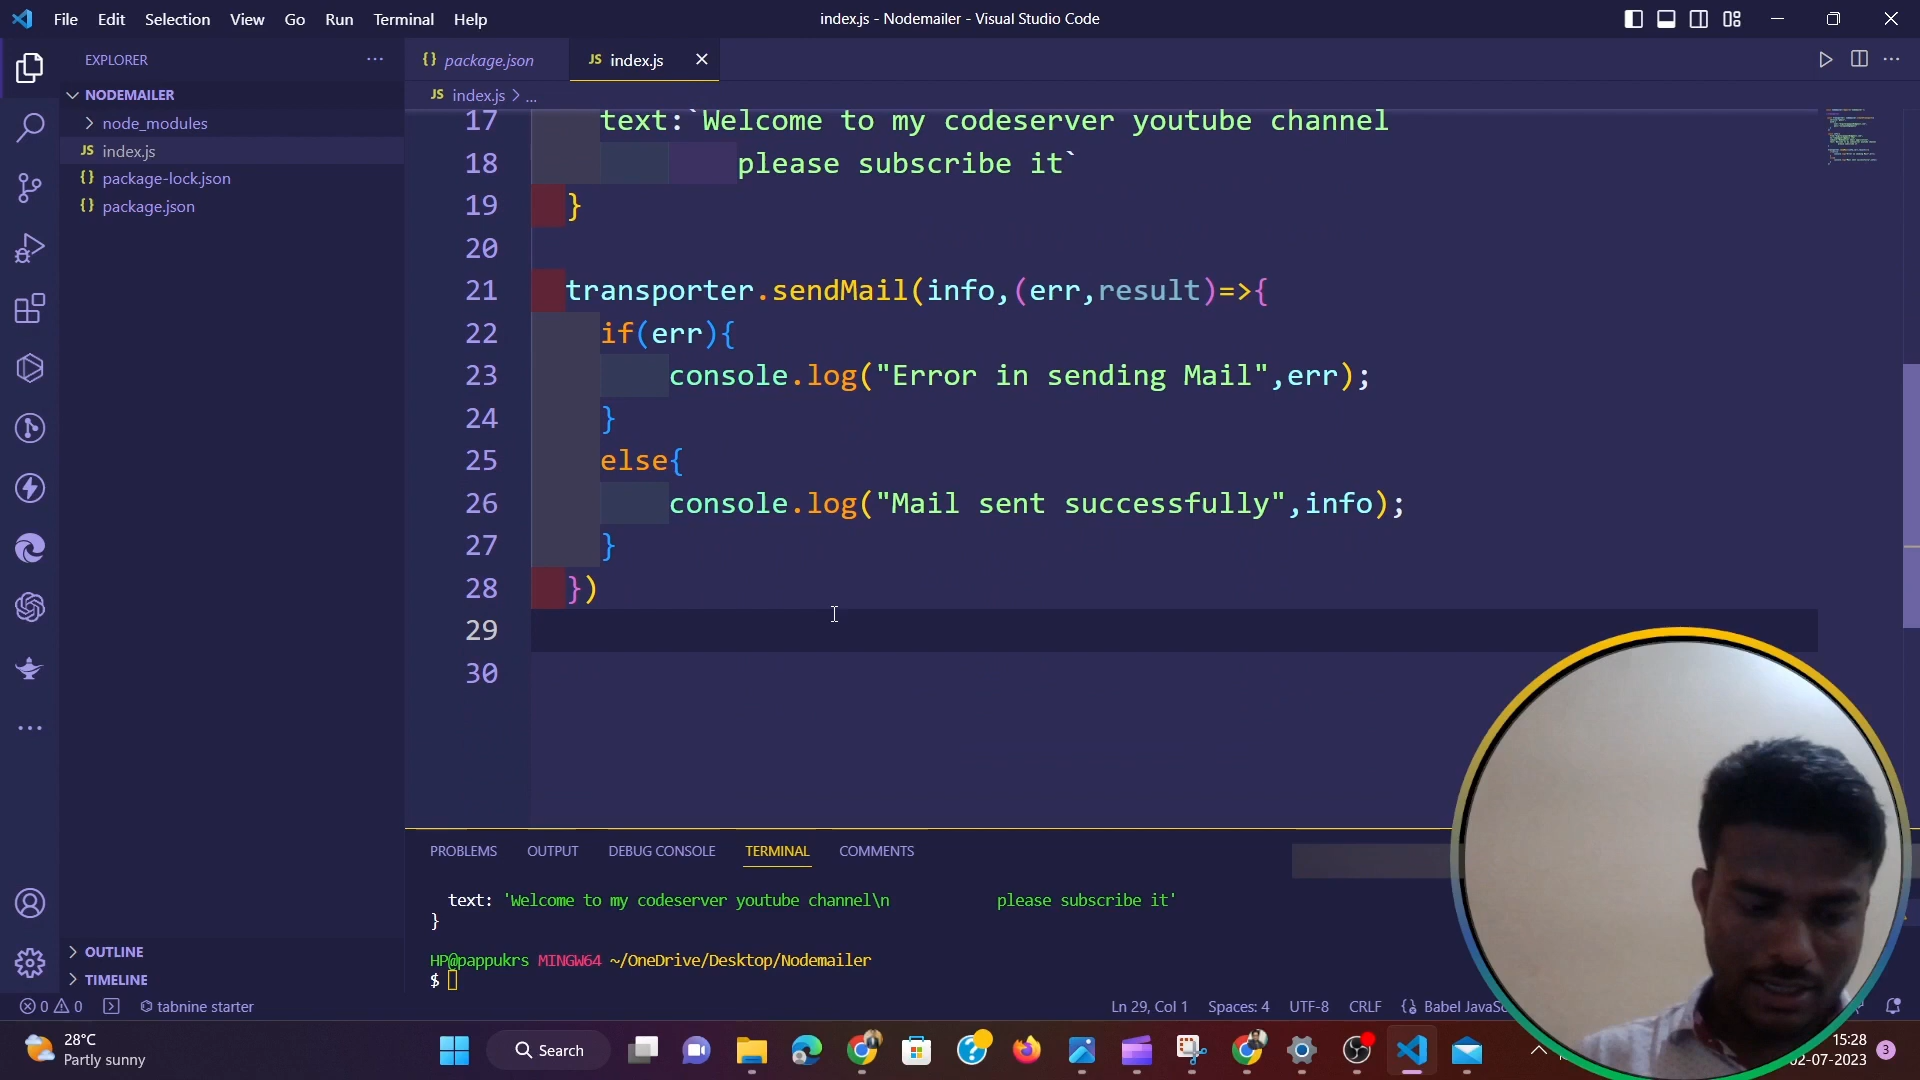 File Edit Selection View Go Run Terminal Help
index.js - Nodemailer - Visual Studio Code
EXPLORER
NODEMAILER
node_modules
JS index.js
{} package-lock.json
{} package.json
OUTLINE
TIMELINE
{} package.json
JS index.js
JS index.js > ...
17 text:`Welcome to my codeserver youtube channel
18 please subscribe it`
19 }
20
21 transporter.sendMail(info,(err,result)=>{
22 if(err){
23 console.log("Error in sending Mail",err);
24 }
25 else{
26 console.log("Mail sent successfully",info);
27 }
28 })
29
30
PROBLEMS OUTPUT DEBUG CONSOLE TERMINAL COMMENTS
text: 'Welcome to my codeserver youtube channel\n please subscribe it'
}
HP@pappukrs MINGW64 ~/OneDrive/Desktop/Nodemailer
$
0 0 tabnine starter
Ln 29, Col 1 Spaces: 4 UTF-8 CRLF {} Babel JavaSc
28°C
Partly sunny
Search
15:28
02-07-2023
3